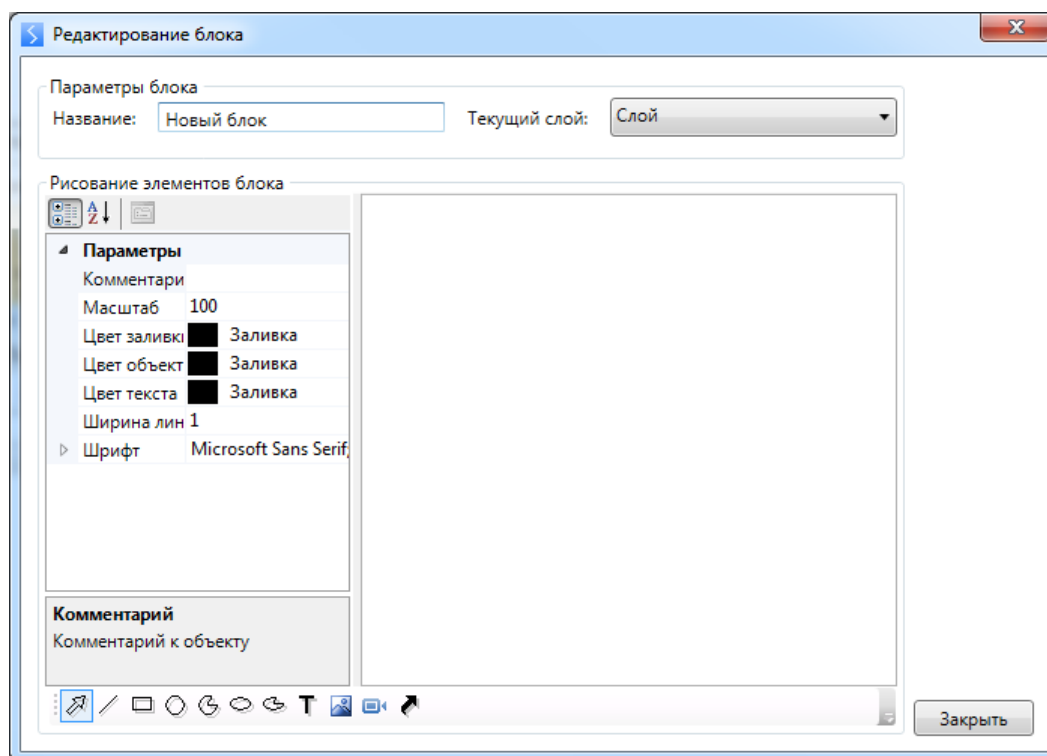 Редактирование блока
Параметры блока
Название: Новый блок Текущий слой: Слой
Рисование элементов блока
Параметры
Комментари
Масштаб 100
Цвет заливки Заливка
Цвет объект Заливка
Цвет текста Заливка
Ширина лин 1
Шрифт Microsoft Sans Serif,
Комментарий
Комментарий к объекту
T
Закрыть